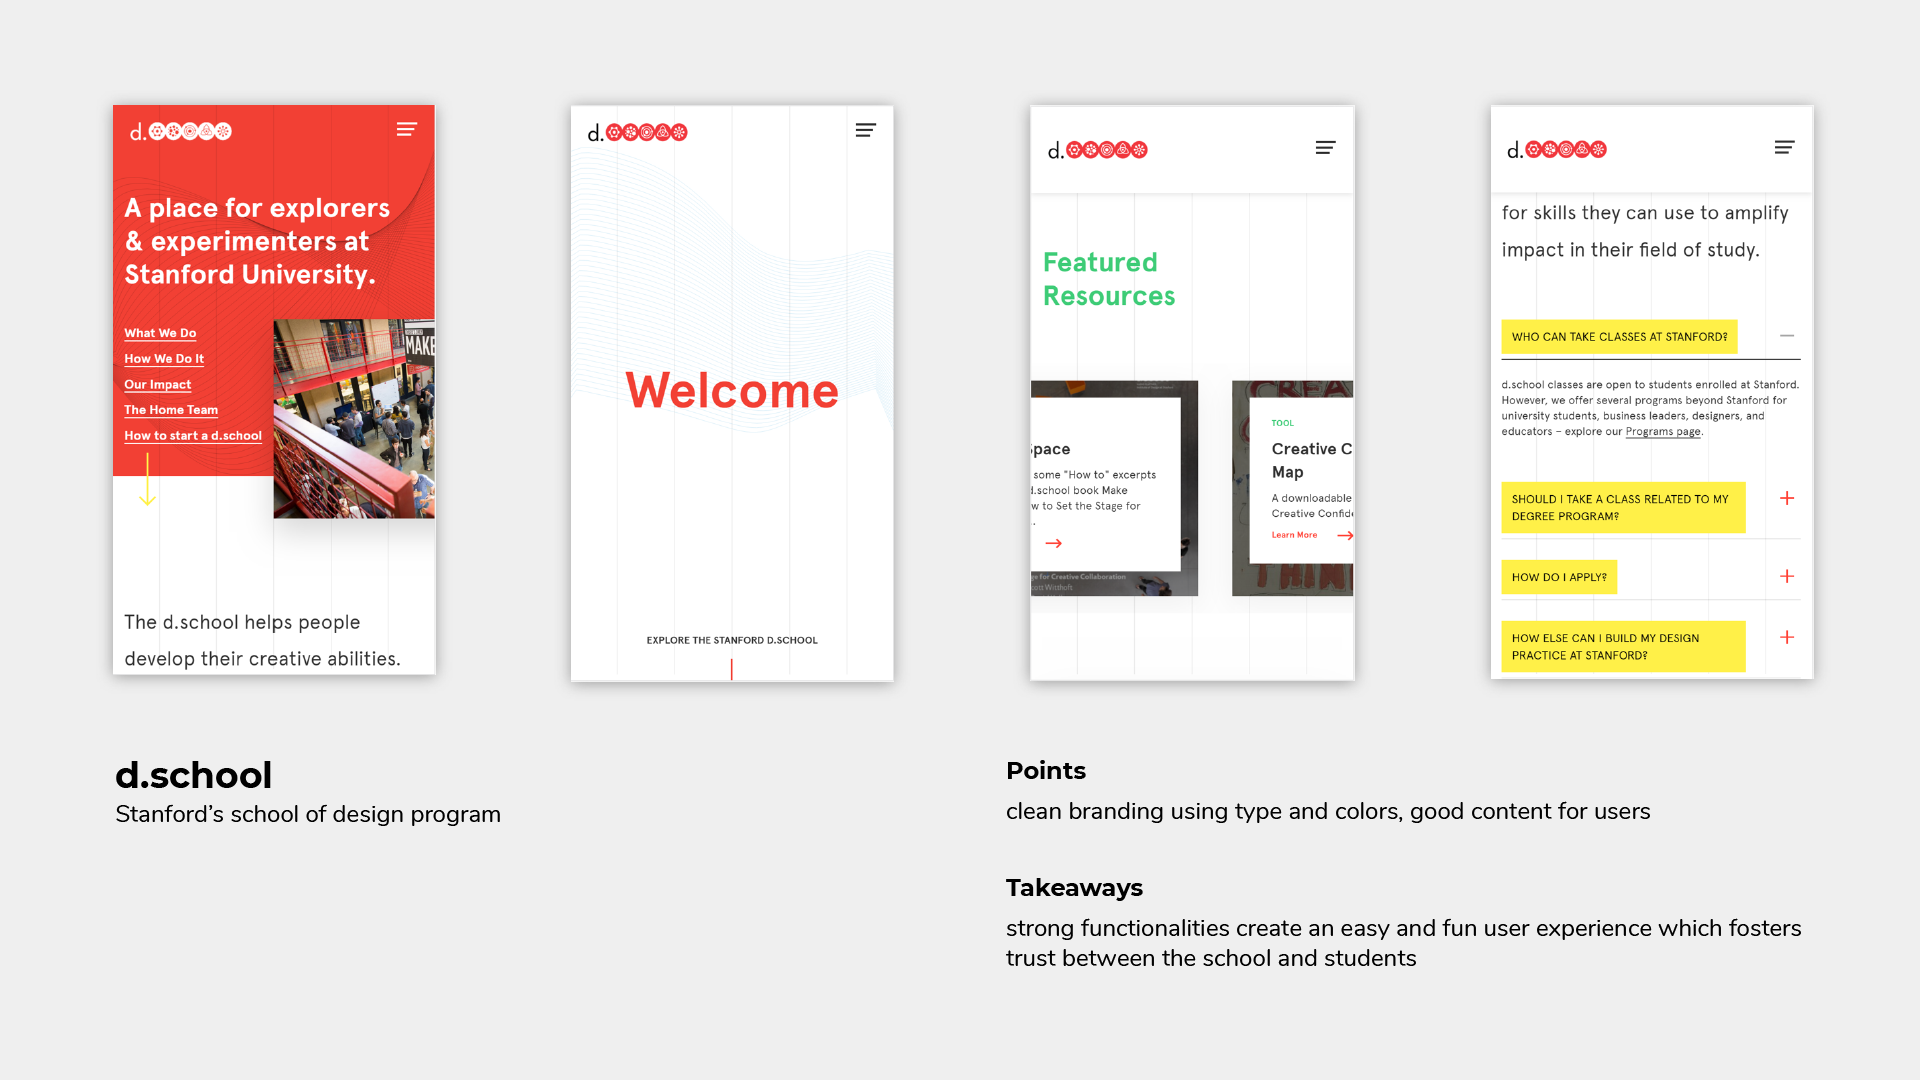 d.
A place for explorers
& experimenters at
Stanford University.
What We Do
How We Do It
Our Impact
The Home Team
How to start a d.school
MAKE
The d.school helps people
develop their creative abilities.
d.
Welcome
EXPLORE THE STANFORD D.SCHOOL
d.
Featured
Resources
some "How to" excerpts
d.school book Make
w to Set the Stage for
for Creative Collaboration
Witthoft
CREA
TOOL
Creative C
Map
A downloadable
Creative Confid
Learn More
THINK
d.
for skills they can use to amplify
impact in their field of study.
WHO CAN TAKE CLASSES AT STANFORD?
d.school classes are open to students enrolled at Stanford.
However, we offer several programs beyond Stanford for
university students, business leaders, designers, and
educators – explore our Programs page.
SHOULD I TAKE A CLASS RELATED TO MY
DEGREE PROGRAM?
HOW DO I APPLY?
HOW ELSE CAN I BUILD MY DESIGN
PRACTICE AT STANFORD?
d.school
Stanford’s school of design program
Points
clean branding using type and colors, good content for users
Takeaways
strong functionalities create an easy and fun user experience which fosters
trust between the school and students